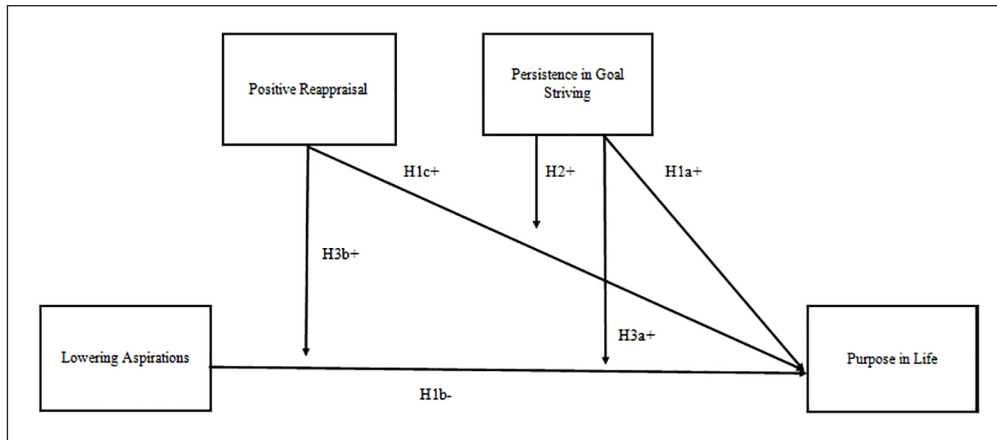 Positive Reappraisal
Persistence in Goal
Striving
H1c+
H2+
H1a+
H3b+
H3a+
Lowering Aspirations
Purpose in Life
H1b-